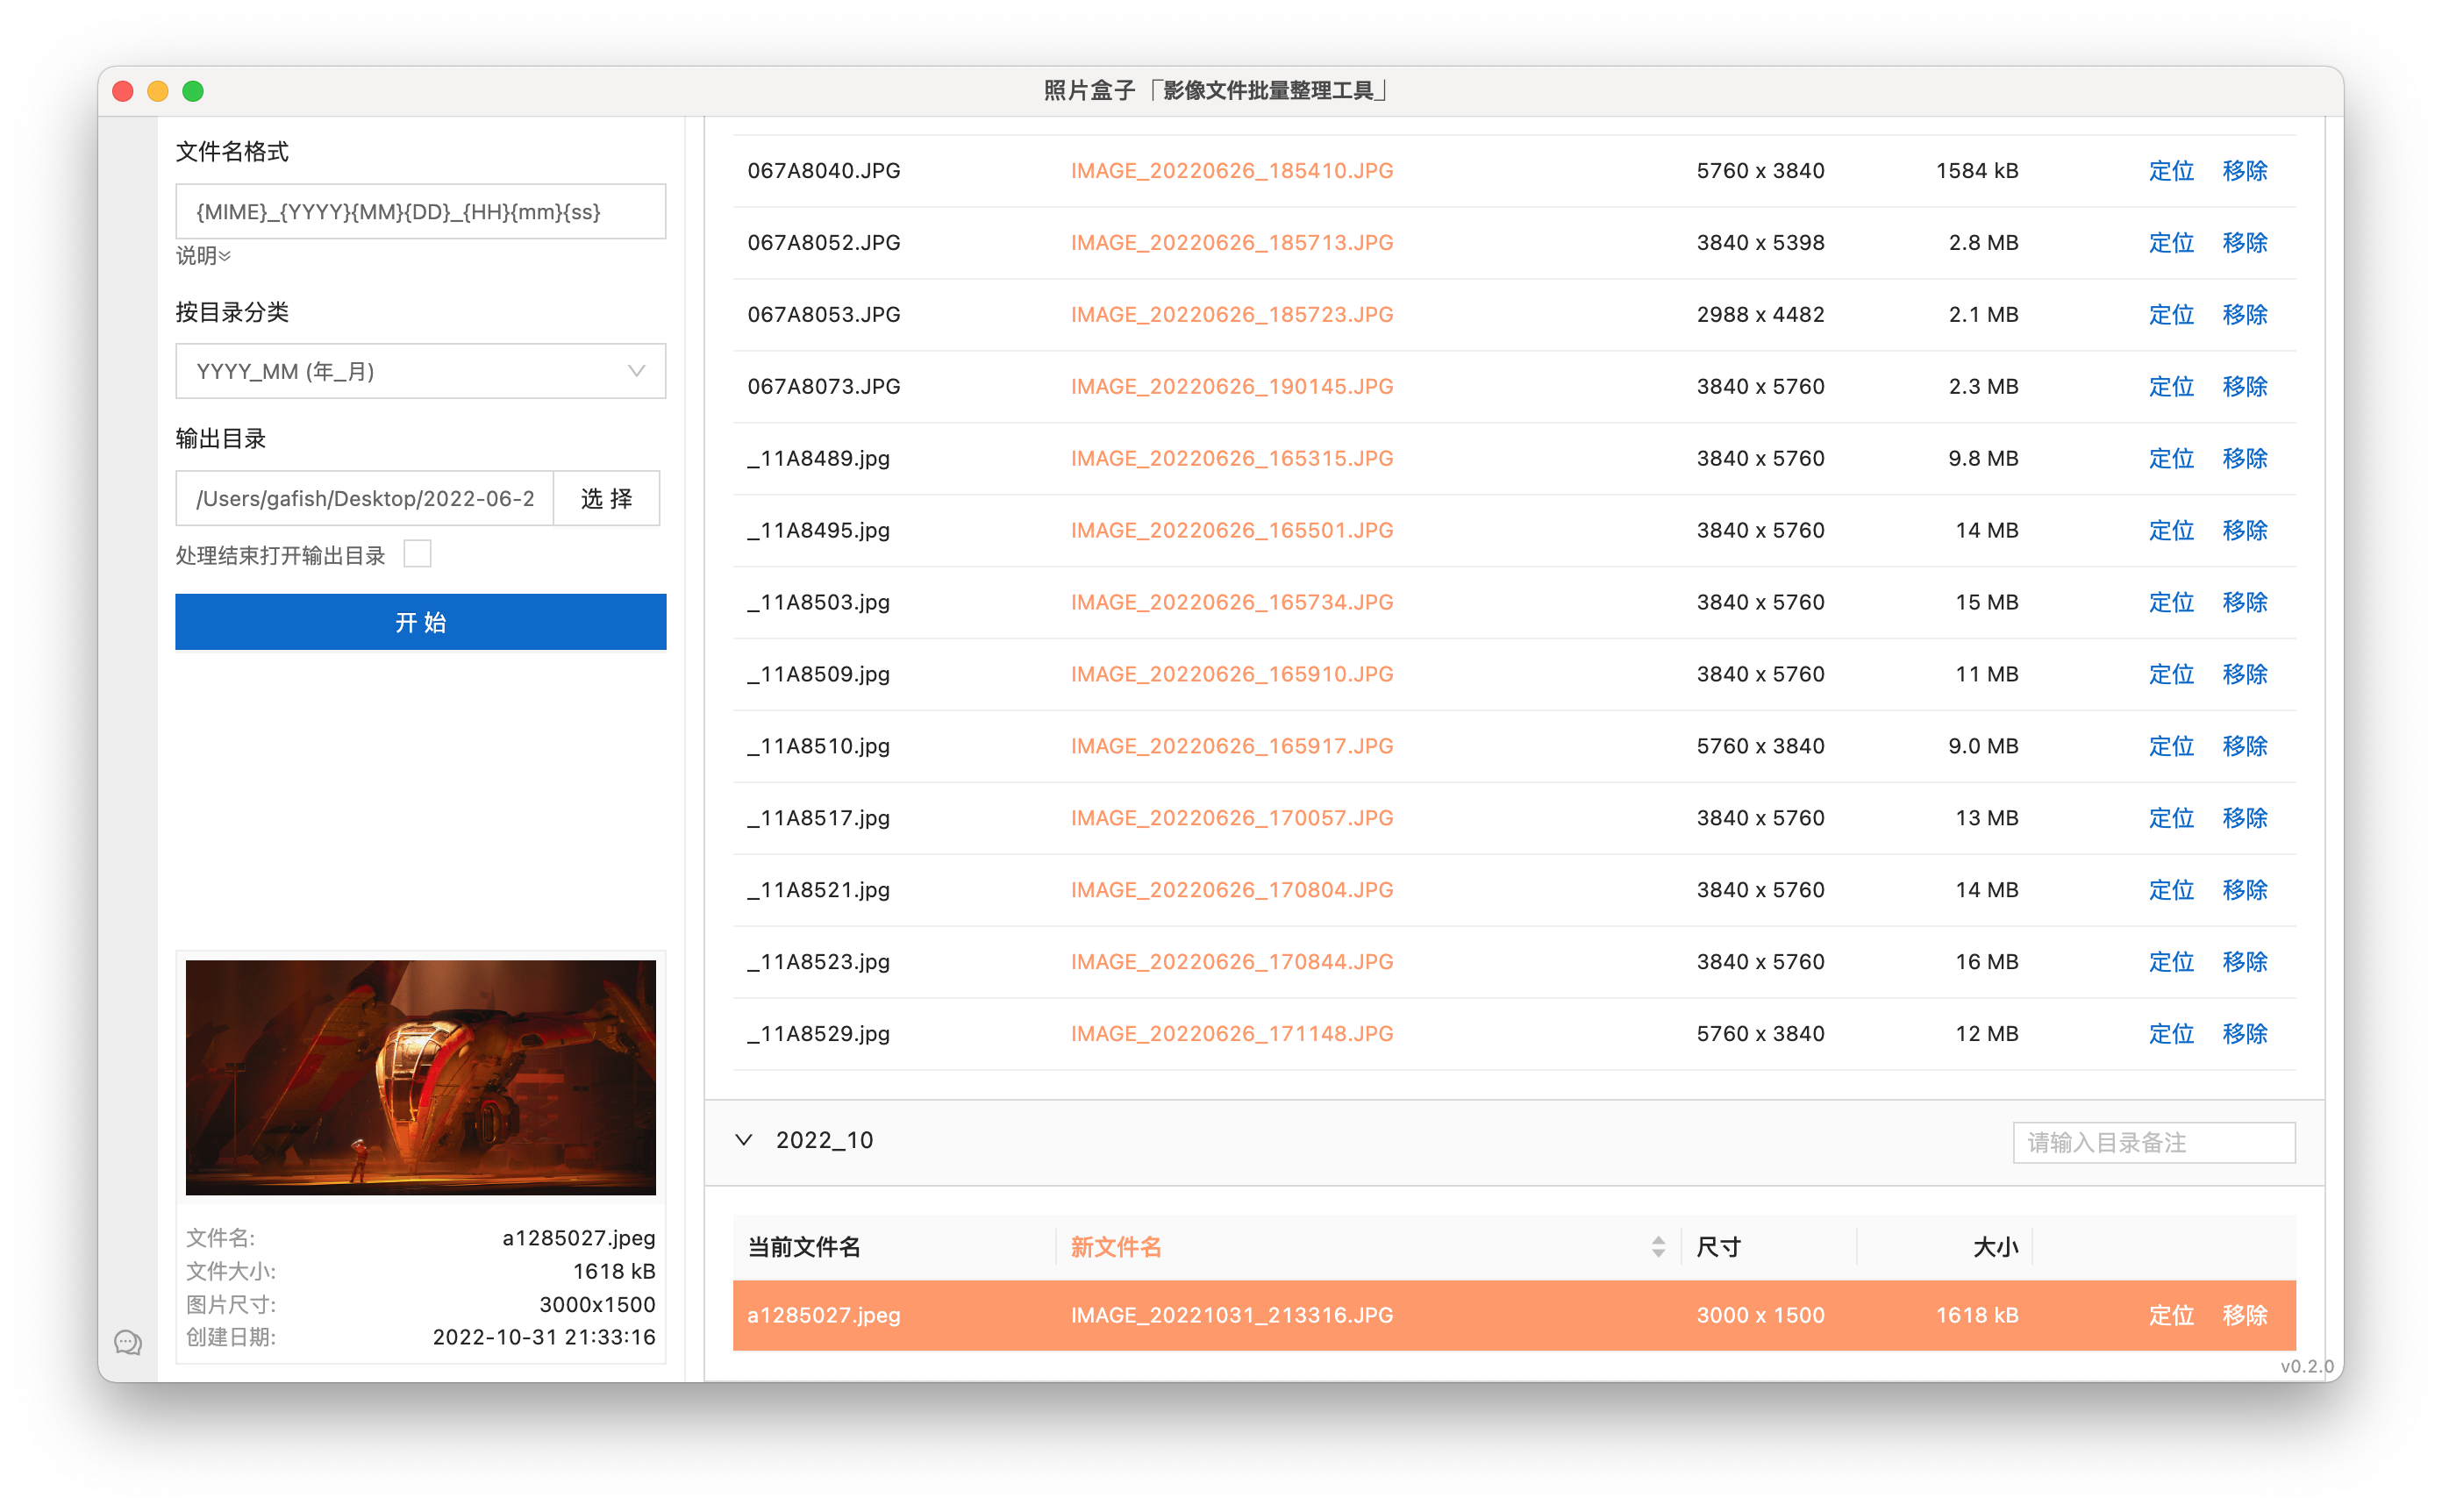 照片盒子「影像文件批量整理工具」
文件名格式
{MIME}_{YYYY}{MM}{DD}_{HH}{mm}{ss}
说明
按目录分类
YYYY_MM (年_月)
输出目录
/Users/gafish/Desktop/2022-06-2 选 择
处理结束打开输出目录
开 始
文件名: a1285027.jpeg
文件大小: 1618 kB
图片尺寸: 3000x1500
创建日期: 2022-10-31 21:33:16
067A8040.JPG IMAGE_20220626_185410.JPG 5760 x 3840 1584 kB 定位 移除
067A8052.JPG IMAGE_20220626_185713.JPG 3840 x 5398 2.8 MB 定位 移除
067A8053.JPG IMAGE_20220626_185723.JPG 2988 x 4482 2.1 MB 定位 移除
067A8073.JPG IMAGE_20220626_190145.JPG 3840 x 5760 2.3 MB 定位 移除
_11A8489.jpg IMAGE_20220626_165315.JPG 3840 x 5760 9.8 MB 定位 移除
_11A8495.jpg IMAGE_20220626_165501.JPG 3840 x 5760 14 MB 定位 移除
_11A8503.jpg IMAGE_20220626_165734.JPG 3840 x 5760 15 MB 定位 移除
_11A8509.jpg IMAGE_20220626_165910.JPG 3840 x 5760 11 MB 定位 移除
_11A8510.jpg IMAGE_20220626_165917.JPG 5760 x 3840 9.0 MB 定位 移除
_11A8517.jpg IMAGE_20220626_170057.JPG 3840 x 5760 13 MB 定位 移除
_11A8521.jpg IMAGE_20220626_170804.JPG 3840 x 5760 14 MB 定位 移除
_11A8523.jpg IMAGE_20220626_170844.JPG 3840 x 5760 16 MB 定位 移除
_11A8529.jpg IMAGE_20220626_171148.JPG 5760 x 3840 12 MB 定位 移除
2022_10 请输入目录备注
当前文件名 新文件名 尺寸 大小
a1285027.jpeg IMAGE_20221031_213316.JPG 3000 x 1500 1618 kB 定位 移除
v0.2.0